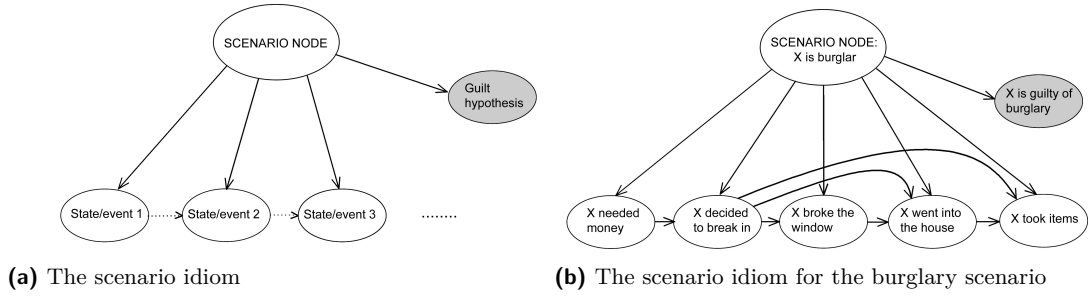 SCENARIO NODE
Guilt
hypothesis
State/event 1
State/event 2
State/event 3
........
(a) The scenario idiom
SCENARIO NODE:
X is burglar
X is guilty of
burglary
X needed
money
X decided
to break in
X broke the
window
X went into
the house
X took items
(b) The scenario idiom for the burglary scenario